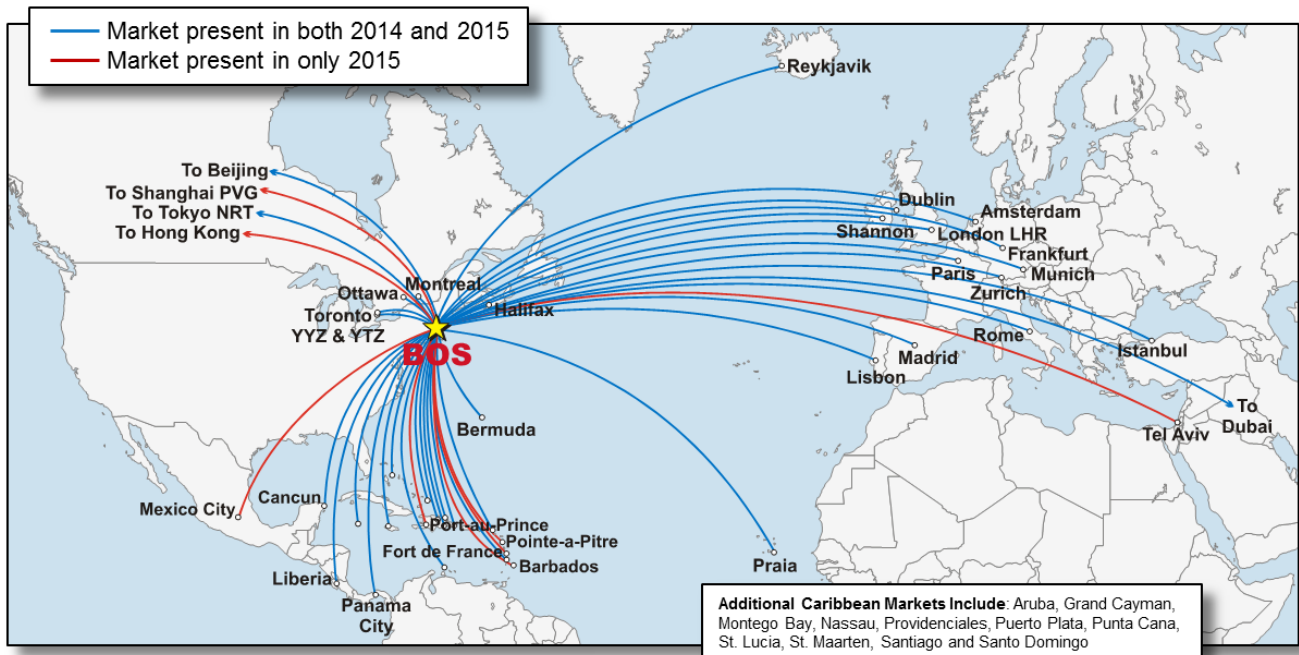 Market present in both 2014 and 2015
Market present in only 2015
Reykjavik
To Beijing
To Shanghai PVG
To Tokyo NRT
To Hong Kong
Dublin
Amsterdam
Shannon
London LHR
Frankfurt
Paris
Munich
Zurich
Montreal
Ottawa
Halifax
Toronto
YYZ & YTZ
BOS
Rome
Istanbul
Madrid
Lisbon
To
Dubai
Tel Aviv
Bermuda
Cancun
Mexico City
Port-au-Prince
Pointe-a-Pitre
Fort de France
Barbados
Praia
Liberia
Panama
City
Additional Caribbean Markets Include: Aruba, Grand Cayman,
Montego Bay, Nassau, Providenciales, Puerto Plata, Punta Cana,
St. Lucia, St. Maarten, Santiago and Santo Domingo